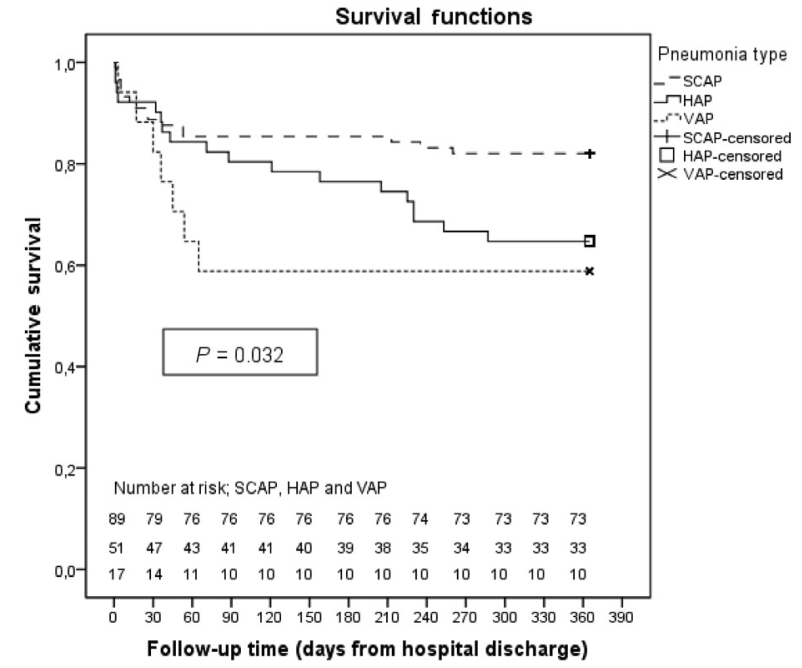 Survival functions
Pneumonia type
SCAP
HAP
VAP
SCAP-censored
HAP-censored
VAP-censored
Cumulative survival
1,0
0,8
0,6
0,4
0,2
0,0
P = 0.032
Number at risk; SCAP, HAP and VAP
89 79 76 76 76 76 76 76 74 73 73 73 73
51 47 43 41 41 40 39 38 35 34 33 33 33
17 14 11 10 10 10 10 10 10 10 10 10 10
0 30 60 90 120 150 180 210 240 270 300 330 360 390
Follow-up time (days from hospital discharge)